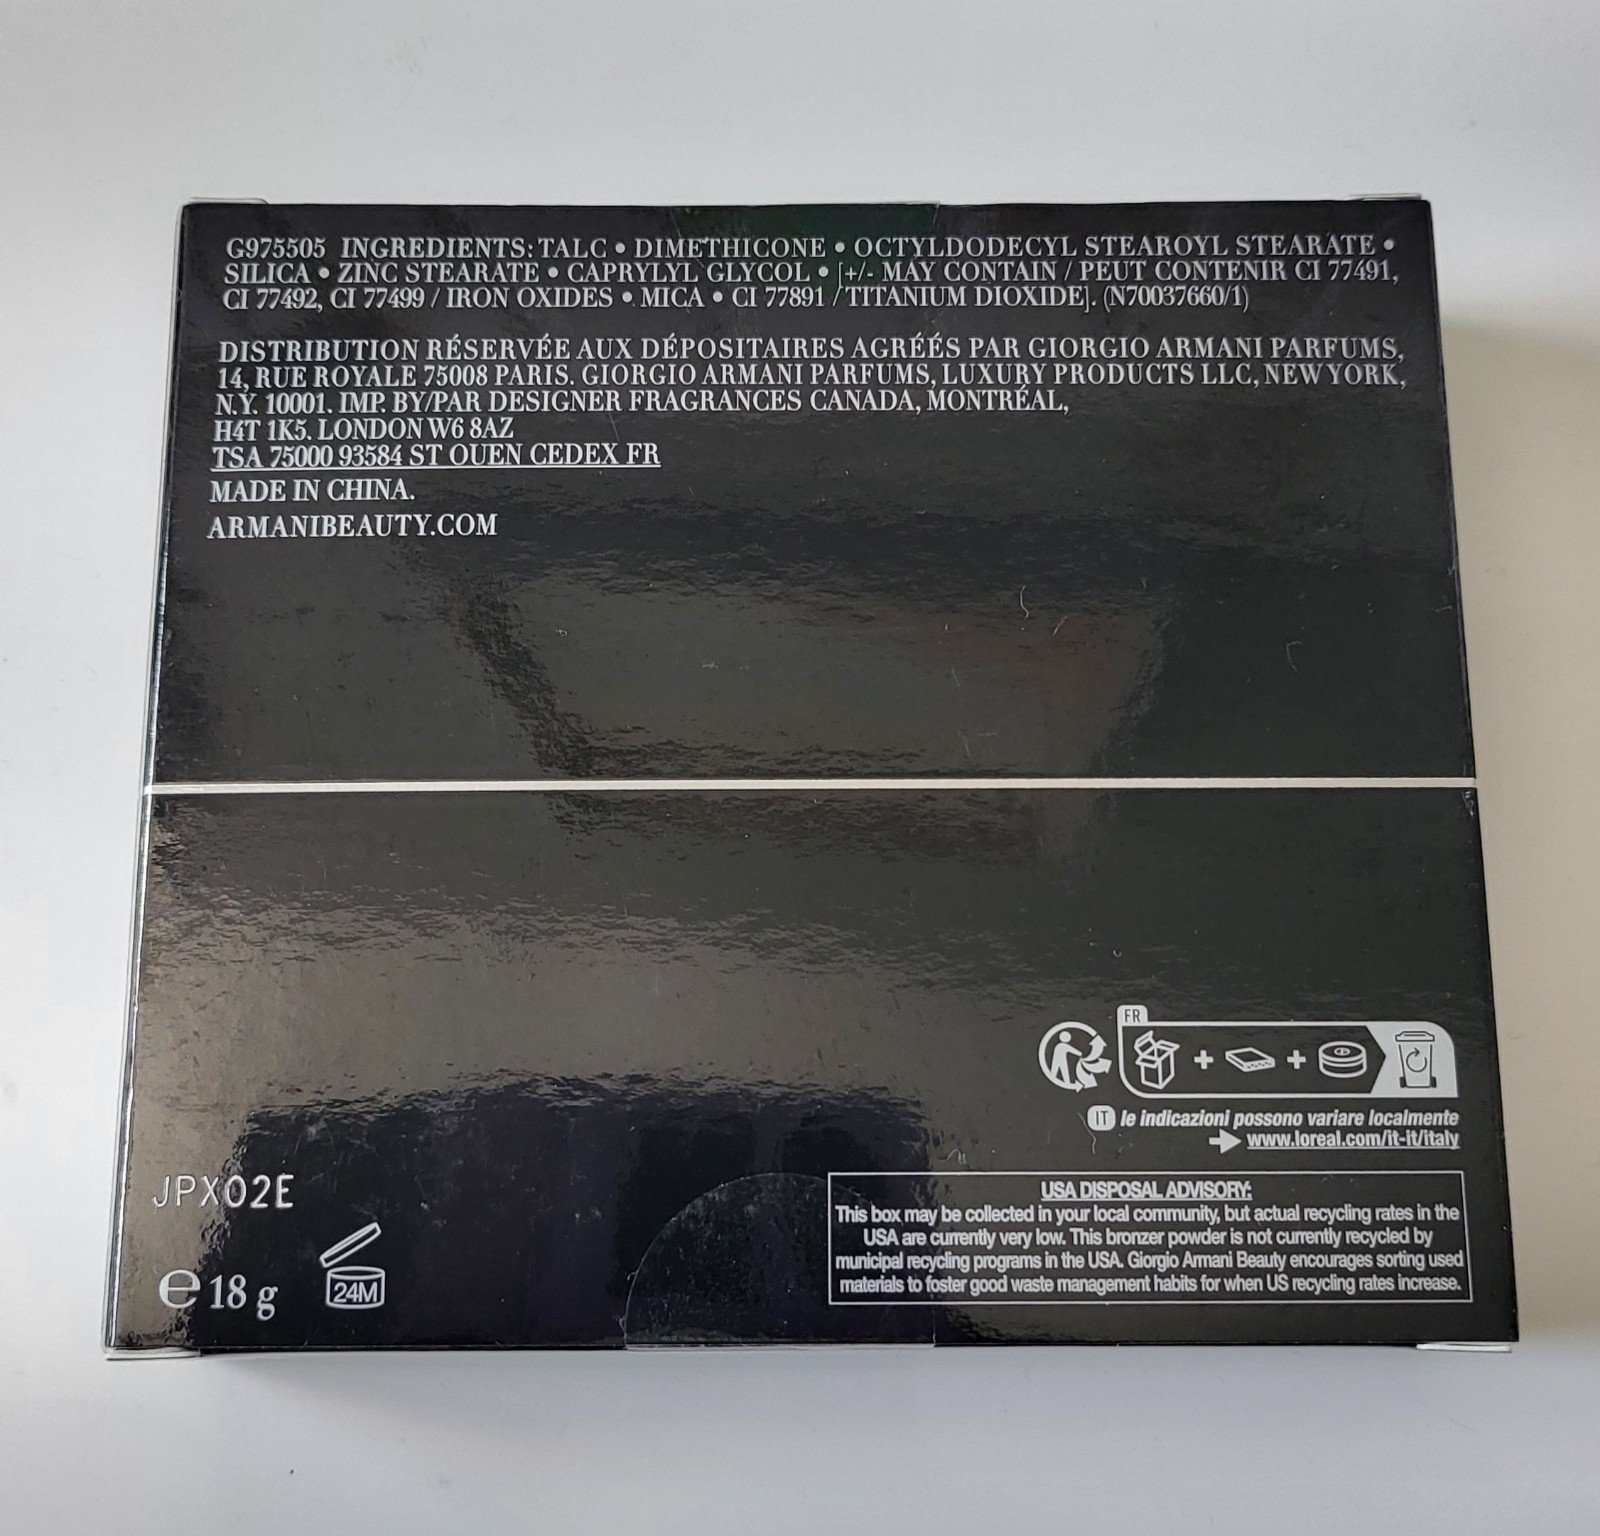 G975505 INGREDIENTS: TALC • DIMETHICONE • OCTYLDODECYL STEAROYL STEARATE •
SILICA • ZINC STEARATE • CAPRYLYL GLYCOL • [+/- MAY CONTAIN / PEUT CONTENIR CI 77491,
CI 77492, CI 77499 / IRON OXIDES • MICA • CI 77891 / TITANIUM DIOXIDE]. (N70037660/1)
DISTRIBUTION RÉSERVÉE AUX DÉPOSITAIRES AGRÉÉS PAR GIORGIO ARMANI PARFUMS,
14, RUE ROYALE 75008 PARIS. GIORGIO ARMANI PARFUMS, LUXURY PRODUCTS LLC, NEW YORK,
N.Y. 10001. IMP. BY/PAR DESIGNER FRAGRANCES CANADA, MONTRÉAL,
H4T 1K5. LONDON W6 8AZ
TSA 75000 93584 ST OUEN CEDEX FR
MADE IN CHINA.
ARMANIBEAUTY.COM
FR
+ +
IT le indicazioni possono variare localmente
www.loreal.com/it-it/italy
JPX02E
℮ 18 g
24M
USA DISPOSAL ADVISORY:
This box may be collected in your local community, but actual recycling rates in the
USA are currently very low. This bronzer powder is not currently recycled by
municipal recycling programs in the USA. Giorgio Armani Beauty encourages sorting used
materials to foster good waste management habits for when US recycling rates increase.